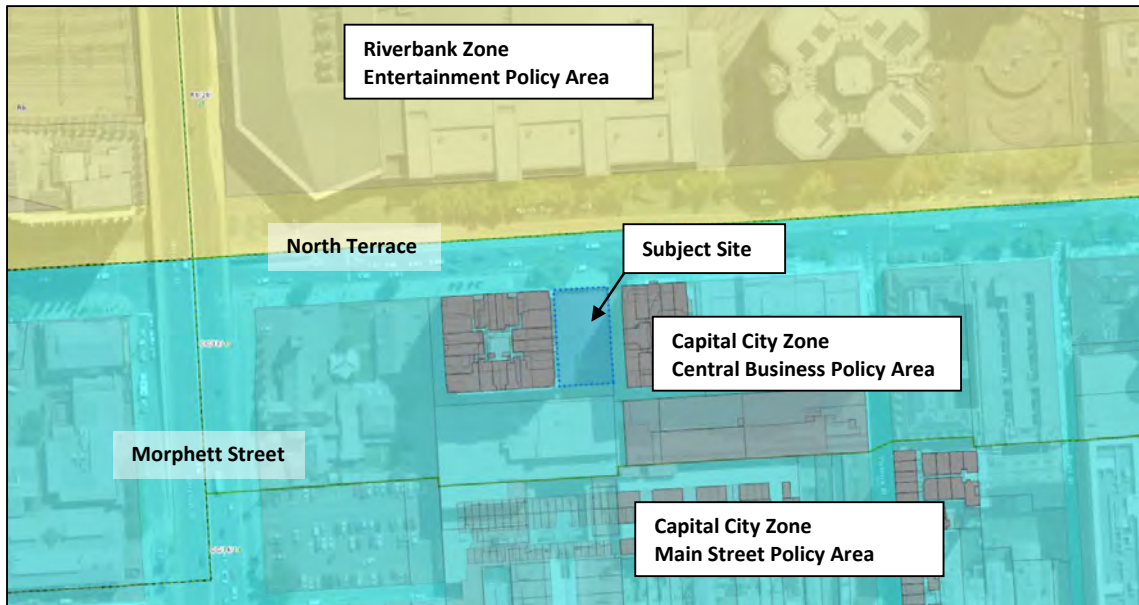 Riverbank Zone
Entertainment Policy Area
North Terrace
Subject Site
Capital City Zone
Central Business Policy Area
Morphett Street
Capital City Zone
Main Street Policy Area